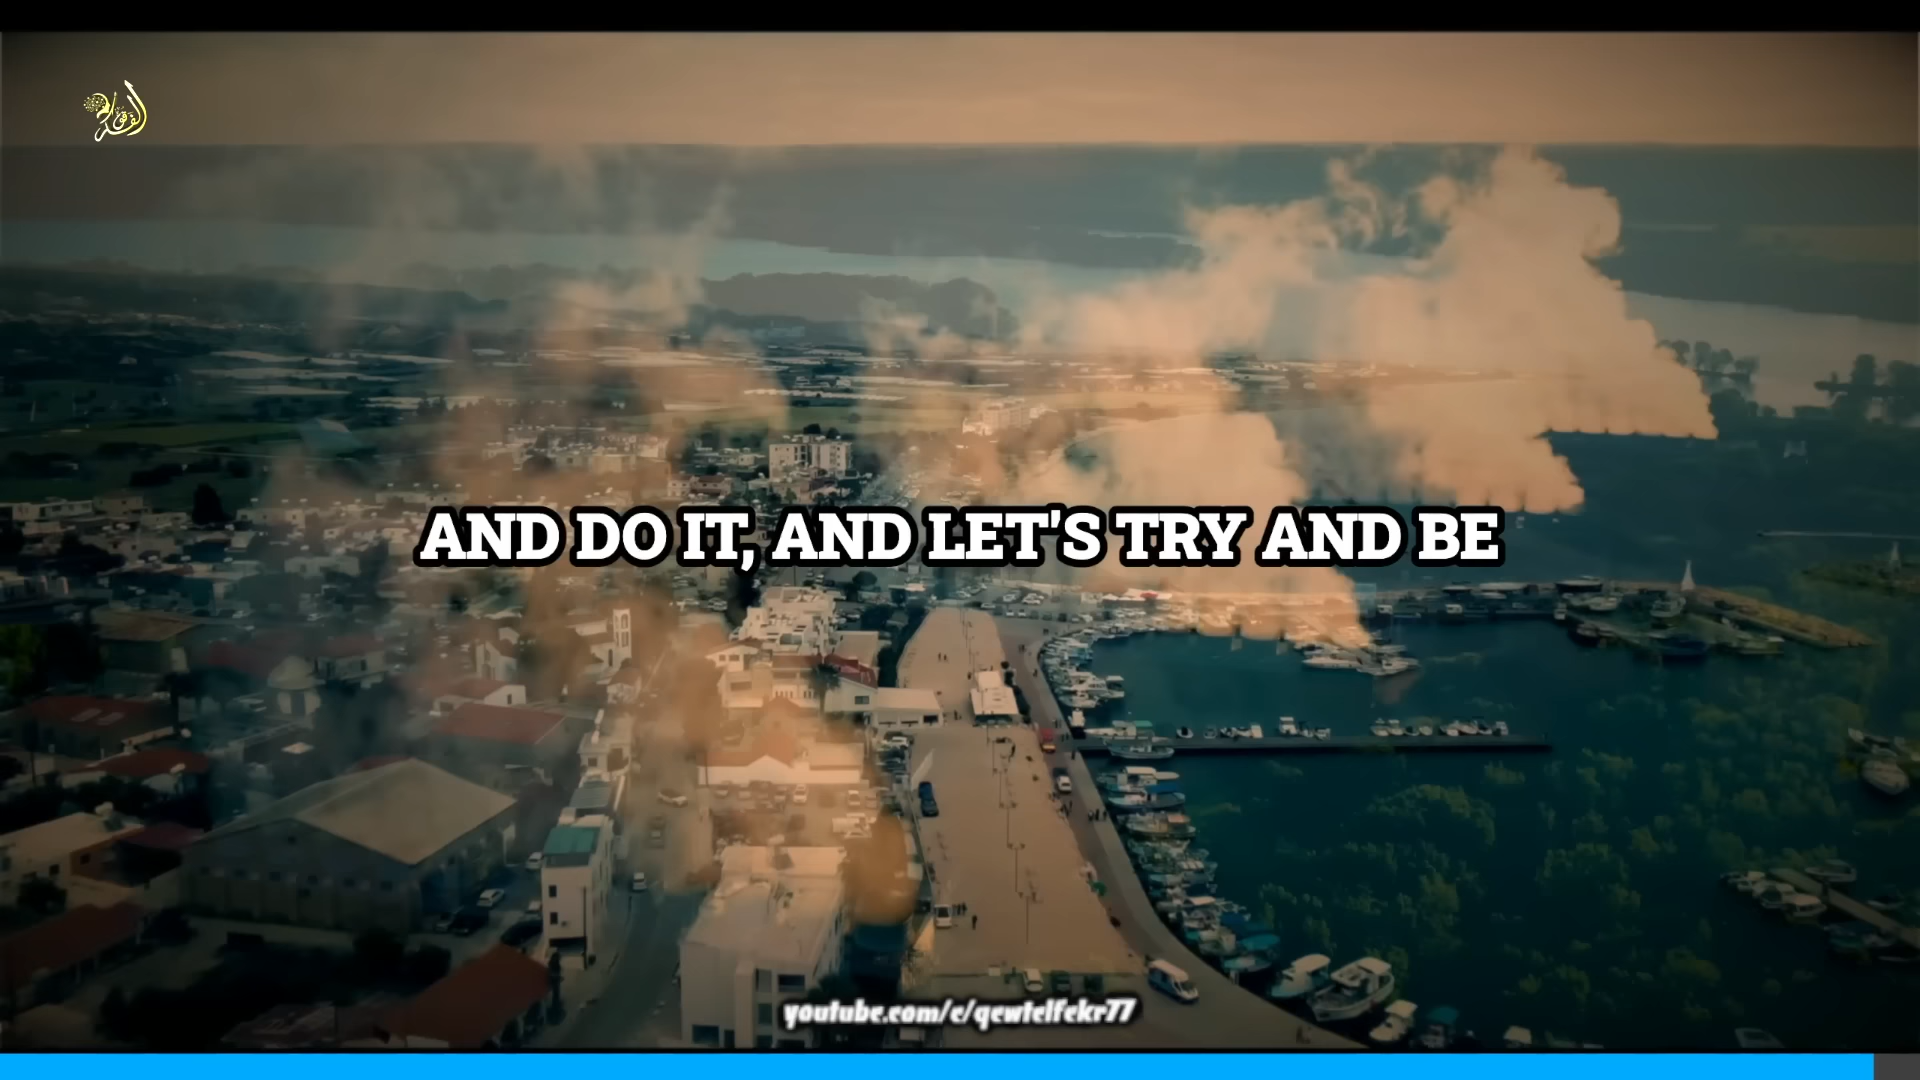 AND DO IT, AND LET'S TRY AND BE
youtube.com/c/qewtelfekr77